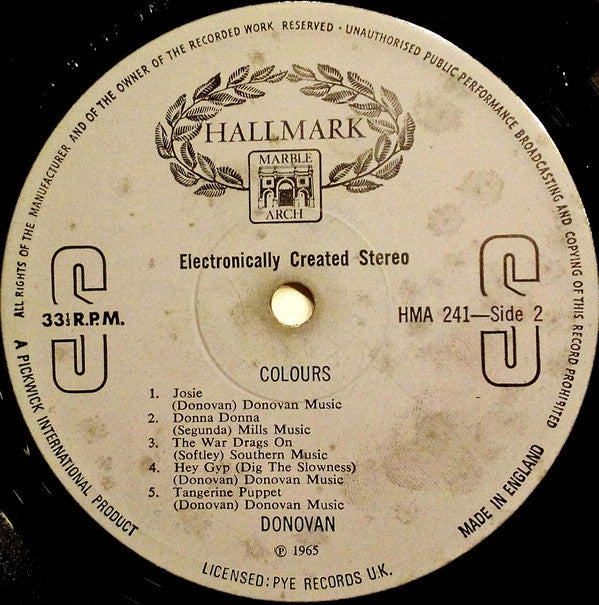 ALL RIGHTS OF THE MANUFACTURER AND OF THE OWNER OF THE RECORDED WORK RESERVED · UNAUTHORISED PUBLIC PERFORMANCE BROADCASTING AND COPYING OF THIS RECORD PROHIBITED
HALLMARK
MARBLE
ARCH
Electronically Created Stereo
33⅓ R.P.M.
HMA 241—Side 2
COLOURS
1. Josie
(Donovan) Donovan Music
2. Donna Donna
(Segunda) Mills Music
3. The War Drags On
(Softley) Southern Music
4. Hey Gyp (Dig The Slowness)
(Donovan) Donovan Music
5. Tangerine Puppet
(Donovan) Donovan Music
DONOVAN
℗ 1965
A PICKWICK INTERNATIONAL PRODUCT
LICENSED: PYE RECORDS U.K.
MADE IN ENGLAND